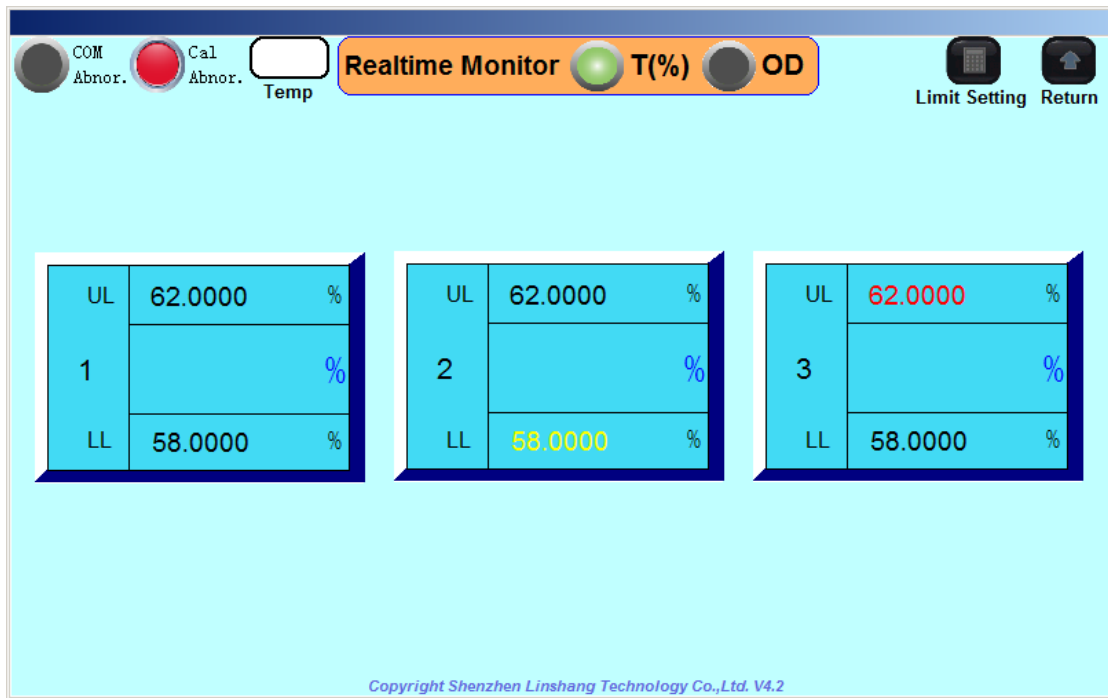 COM
Abnor.
Cal
Abnor.
Temp
Realtime Monitor T(%) OD
Limit Setting
Return
UL 62.0000 %
1 %
LL 58.0000 %
UL 62.0000 %
2 %
LL 58.0000 %
UL 62.0000 %
3 %
LL 58.0000 %
Copyright Shenzhen Linshang Technology Co.,Ltd. V4.2